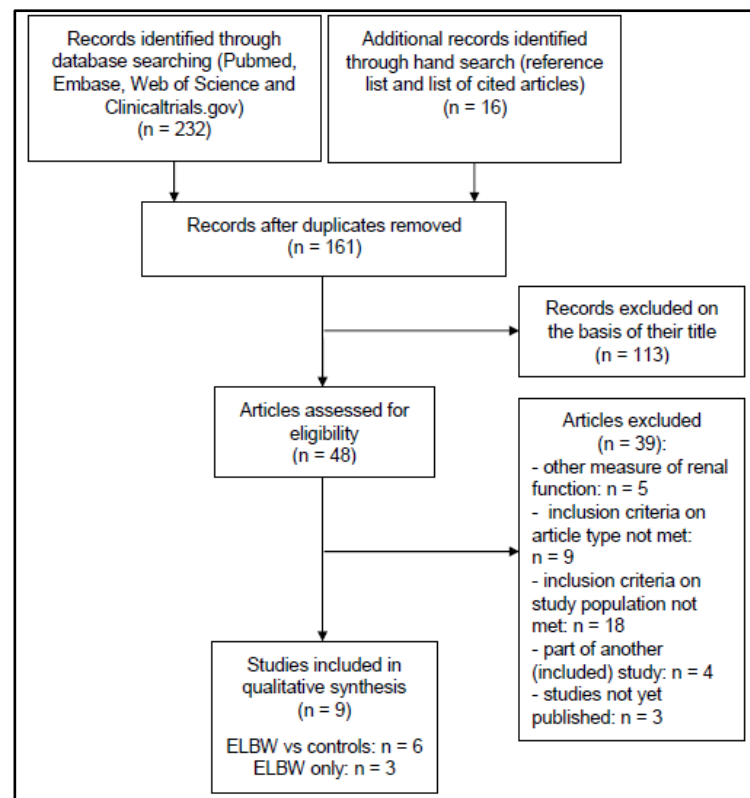 Records identified through
database searching (Pubmed,
Embase, Web of Science and
Clinicaltrials.gov)
(n = 232)
Additional records identified
through hand search (reference
list and list of cited articles)
(n = 16)
Records after duplicates removed
(n = 161)
Records excluded on
the basis of their title
(n = 113)
Articles assessed for
eligibility
(n = 48)
Articles excluded
(n = 39):
- other measure of renal
function: n = 5
- inclusion criteria on
article type not met:
n = 9
- inclusion criteria on
study population not
met: n = 18
- part of another
(included) study: n = 4
- studies not yet
published: n = 3
Studies included in
qualitative synthesis
(n = 9)
ELBW vs controls: n = 6
ELBW only: n = 3